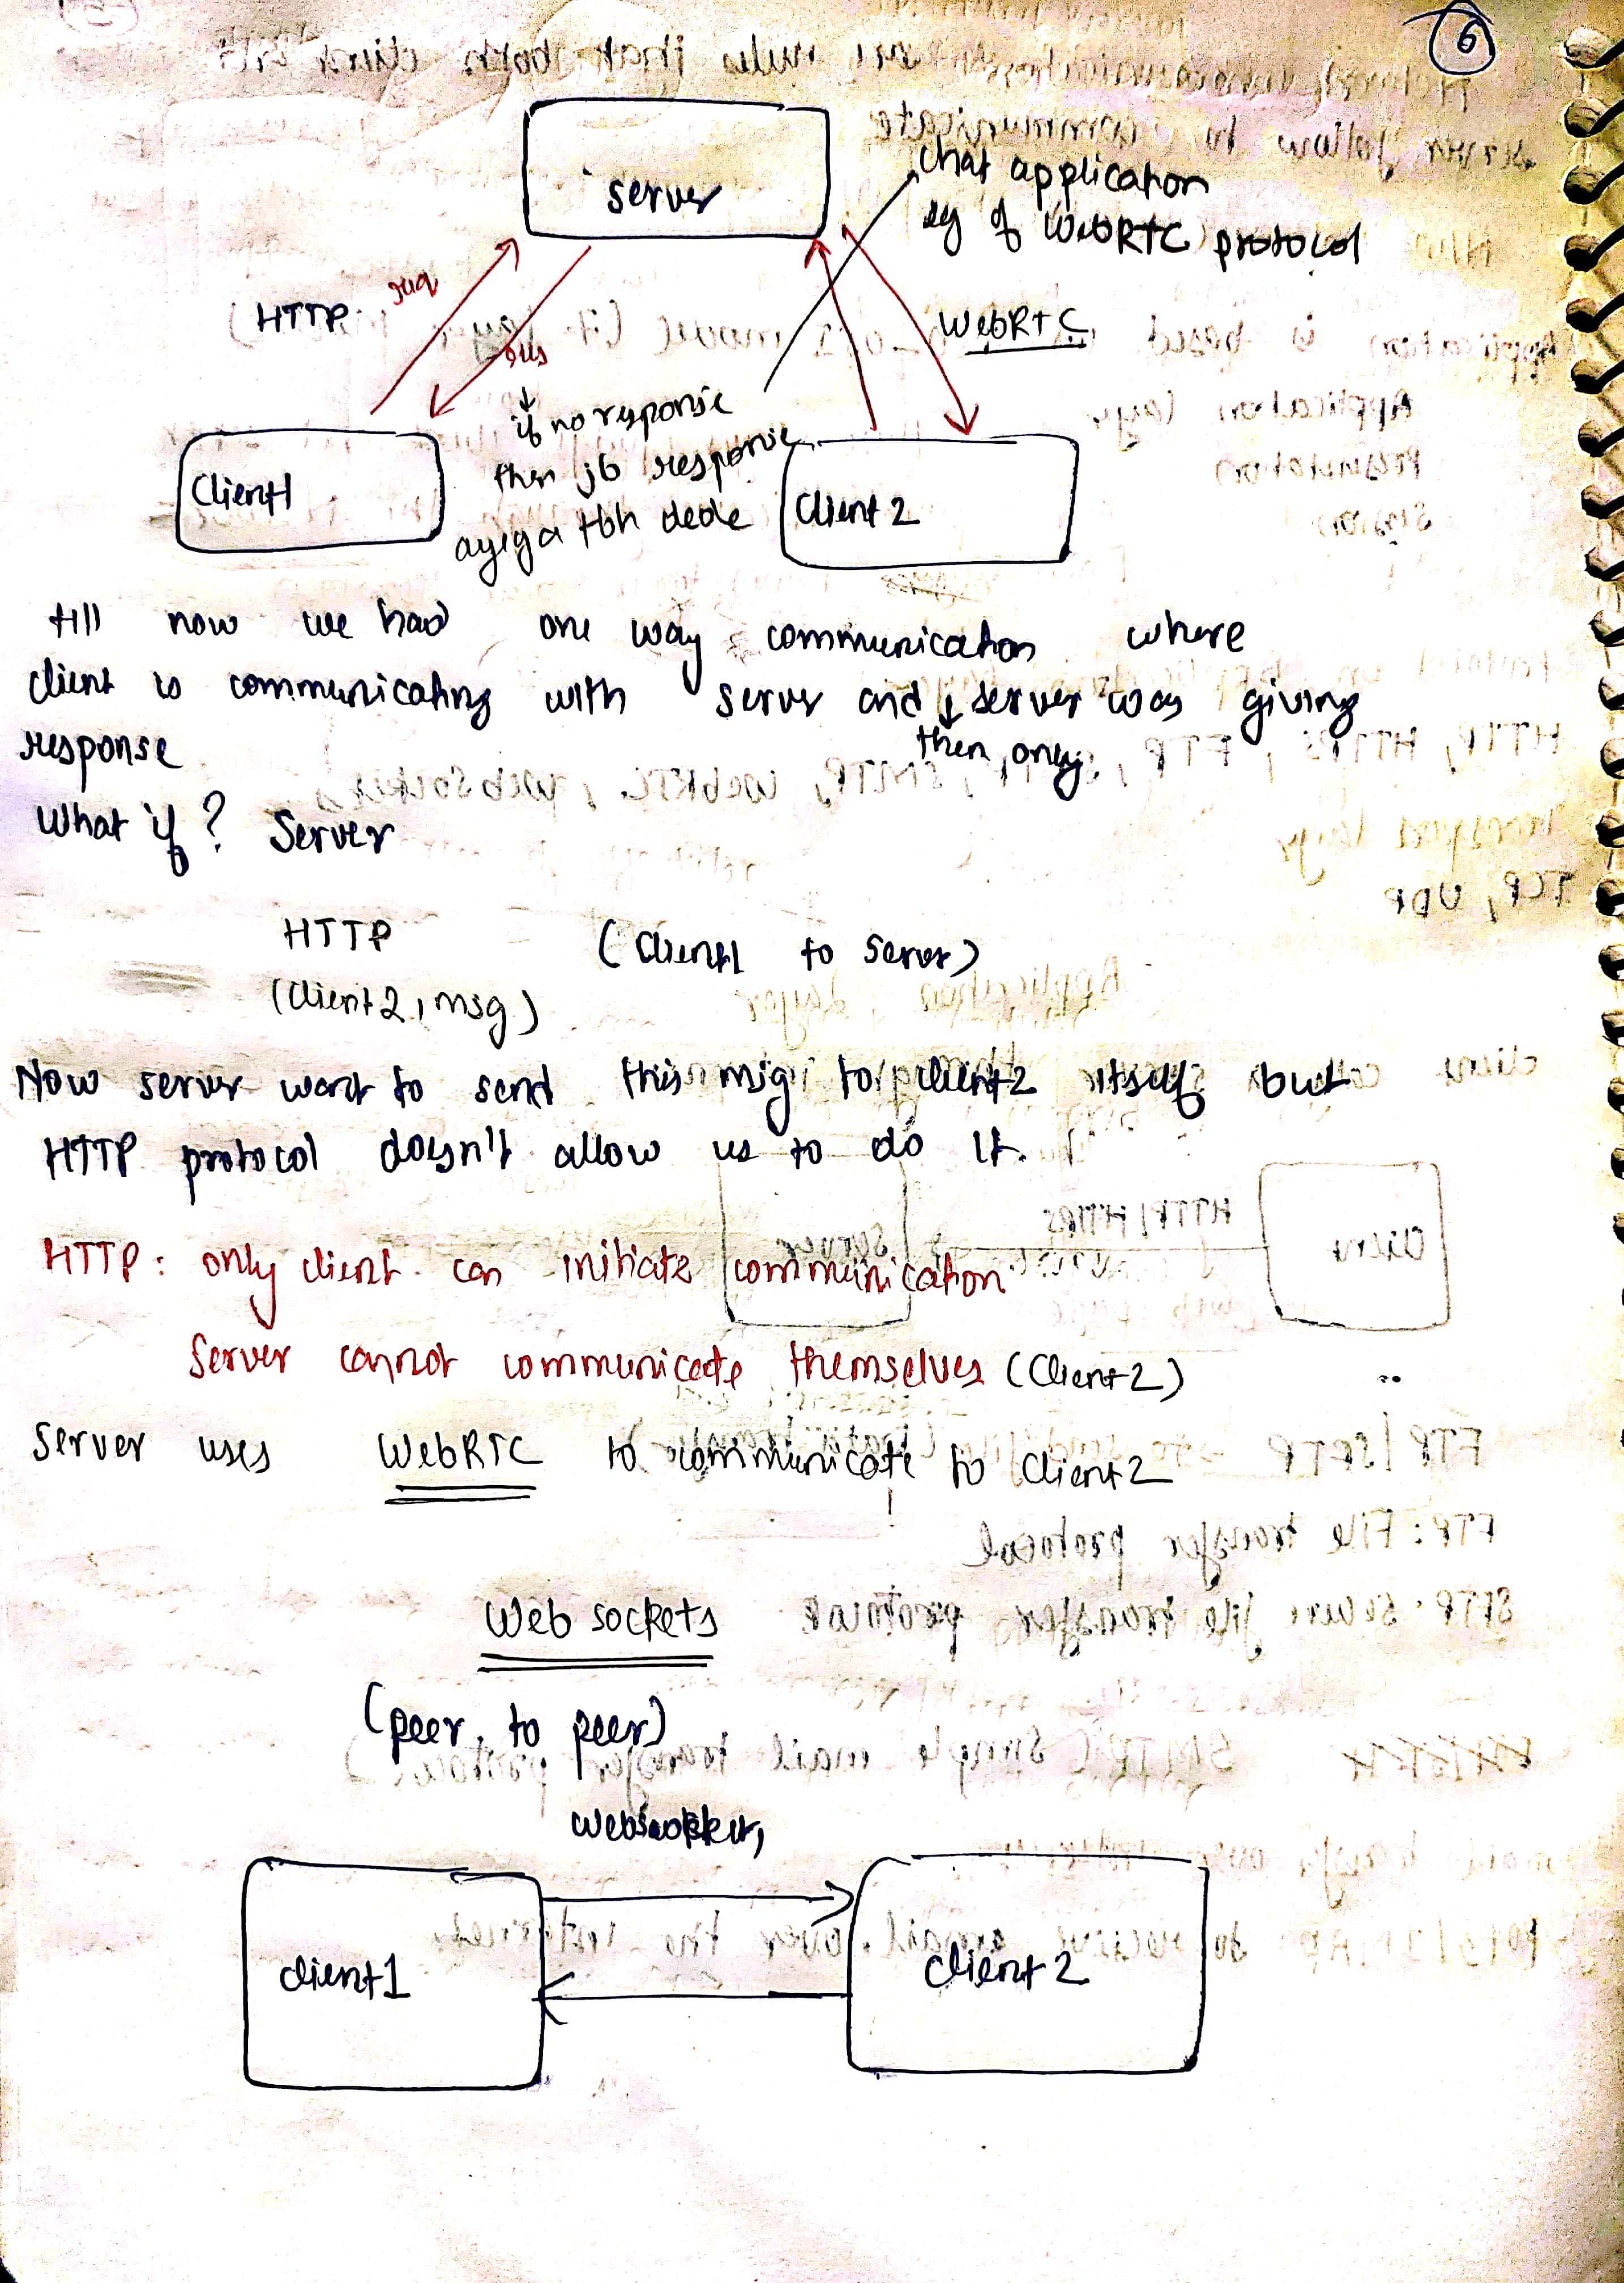 6
server
chat application
eg of WebRTC protocol
HTTP
req
res
WebRTC
if no response
then jb response
ayega tbh dede
Client1
Client 2
till now we had one way communication where
client is communicating with server and server was giving
then only
response
What if? Server
HTTP (Client1 to server)
(Client2, msg)
Now server want to send this msg to client2 itself but
HTTP protocol doesn't allow us to do it.
HTTP: only client can initiate communication
Server cannot communicate themselves (Client2)
Server uses WebRTC to communicate to Client2
Web sockets
(peer to peer)
client1
client 2